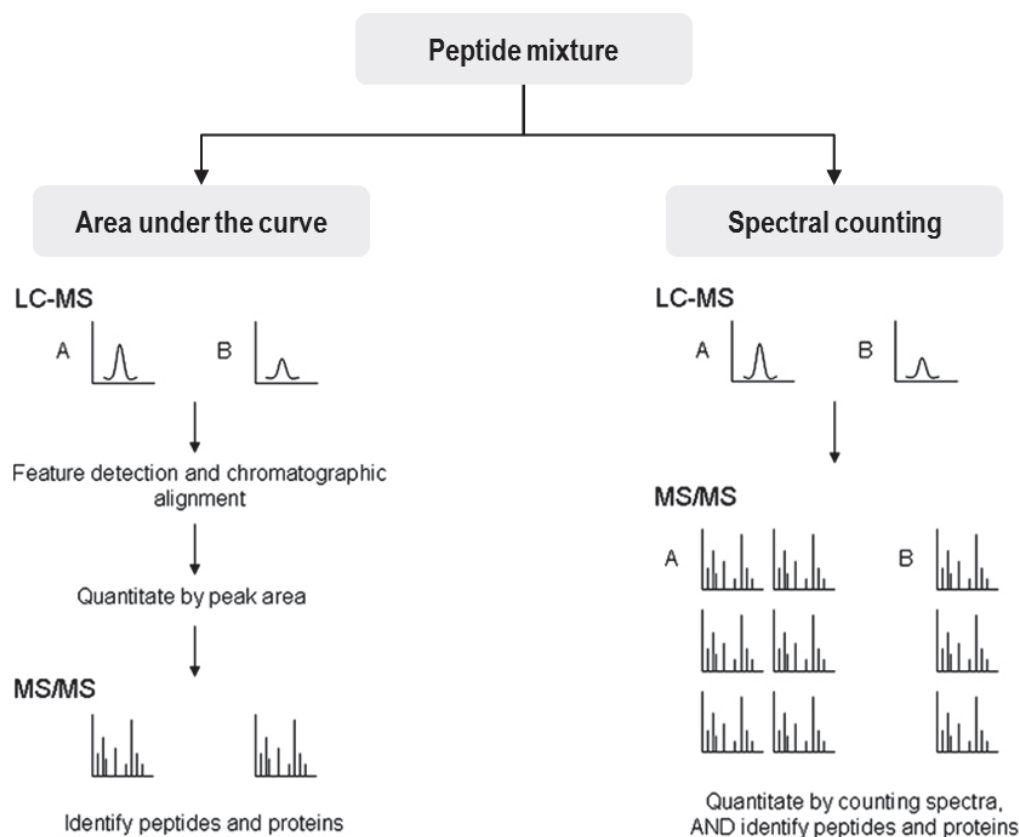 Peptide mixture
Area under the curve
LC-MS
A
B
Feature detection and chromatographic
alignment
Quantitate by peak area
MS/MS
Identify peptides and proteins
Spectral counting
LC-MS
A
B
MS/MS
A
B
Quantitate by counting spectra,
AND identify peptides and proteins